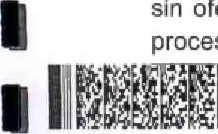 sin ofe
proces